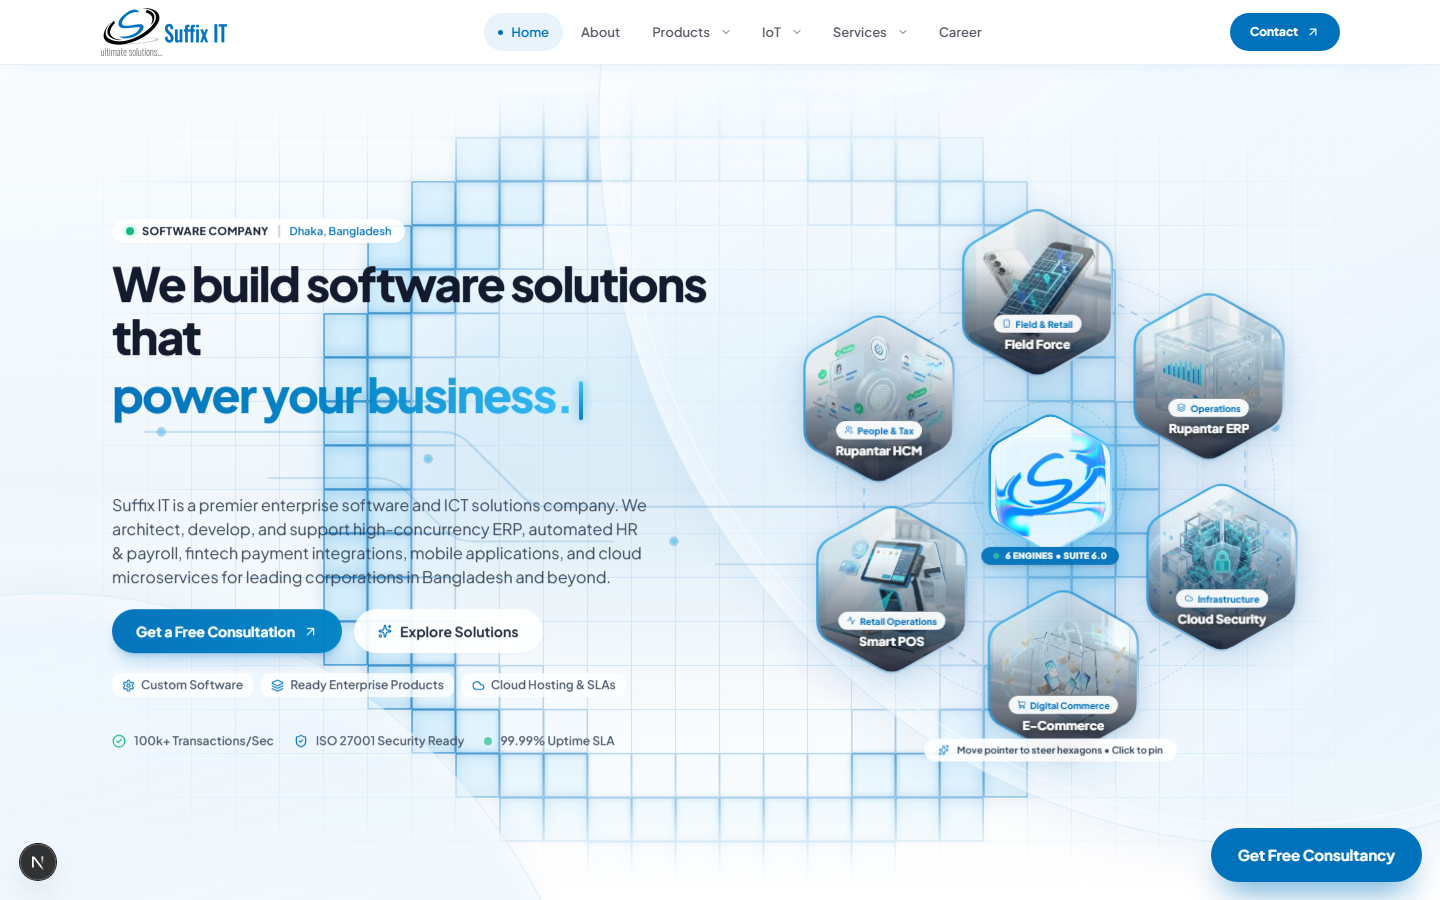 Suffix IT
ultimate solutions...
Home
About
Products
IoT
Services
Career
Contact
SOFTWARE COMPANY | Dhaka, Bangladesh
We build software solutions
that
power your business.
Suffix IT is a premier enterprise software and ICT solutions company. We
architect, develop, and support high-concurrency ERP, automated HR
& payroll, fintech payment integrations, mobile applications, and cloud
microservices for leading corporations in Bangladesh and beyond.
Get a Free Consultation
Explore Solutions
Custom Software
Ready Enterprise Products
Cloud Hosting & SLAs
100k+ Transactions/Sec
ISO 27001 Security Ready
99.99% Uptime SLA
Field & Retail
Field Force
People & Tax
Rupantar HCM
Operations
Rupantar ERP
6 ENGINES • SUITE 6.0
Retail Operations
Smart POS
Infrastructure
Cloud Security
Digital Commerce
E-Commerce
Move pointer to steer hexagons • Click to pin
N
Get Free Consultancy